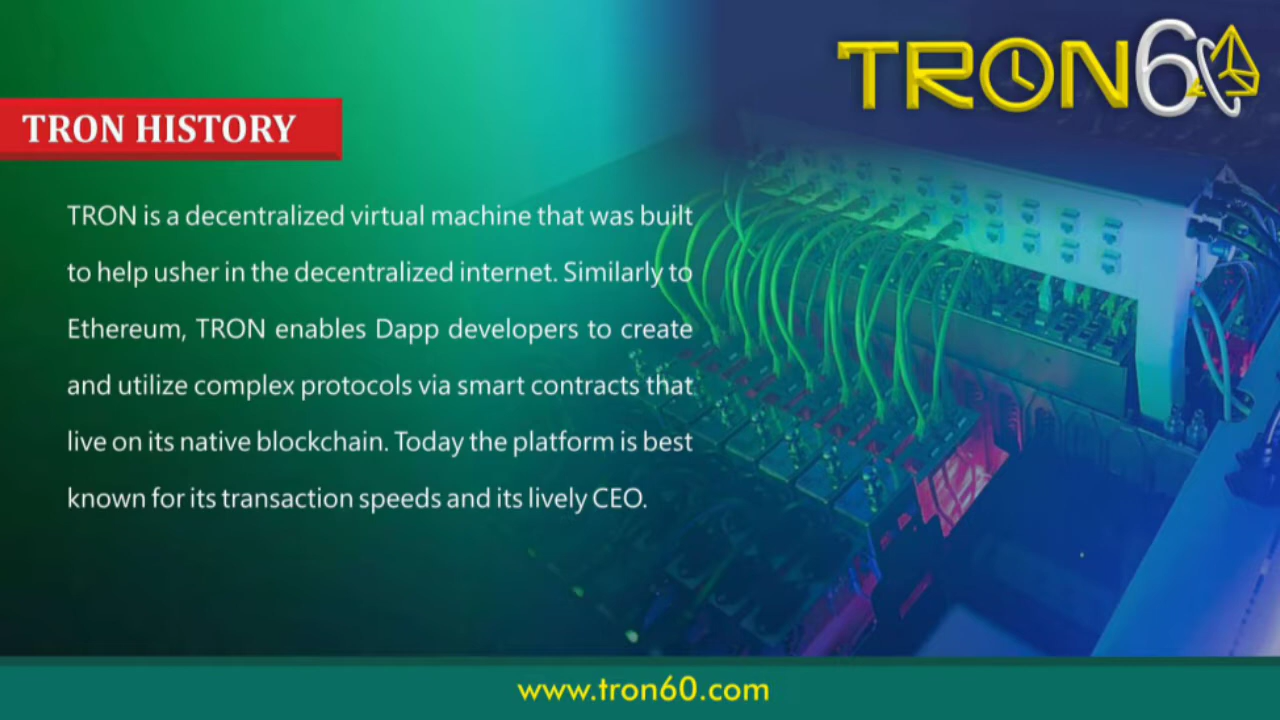 TRON60
TRON HISTORY
TRON is a decentralized virtual machine that was built
to help usher in the decentralized internet. Similarly to
Ethereum, TRON enables Dapp developers to create
and utilize complex protocols via smart contracts that
live on its native blockchain. Today the platform is best
known for its transaction speeds and its lively CEO.
www.tron60.com